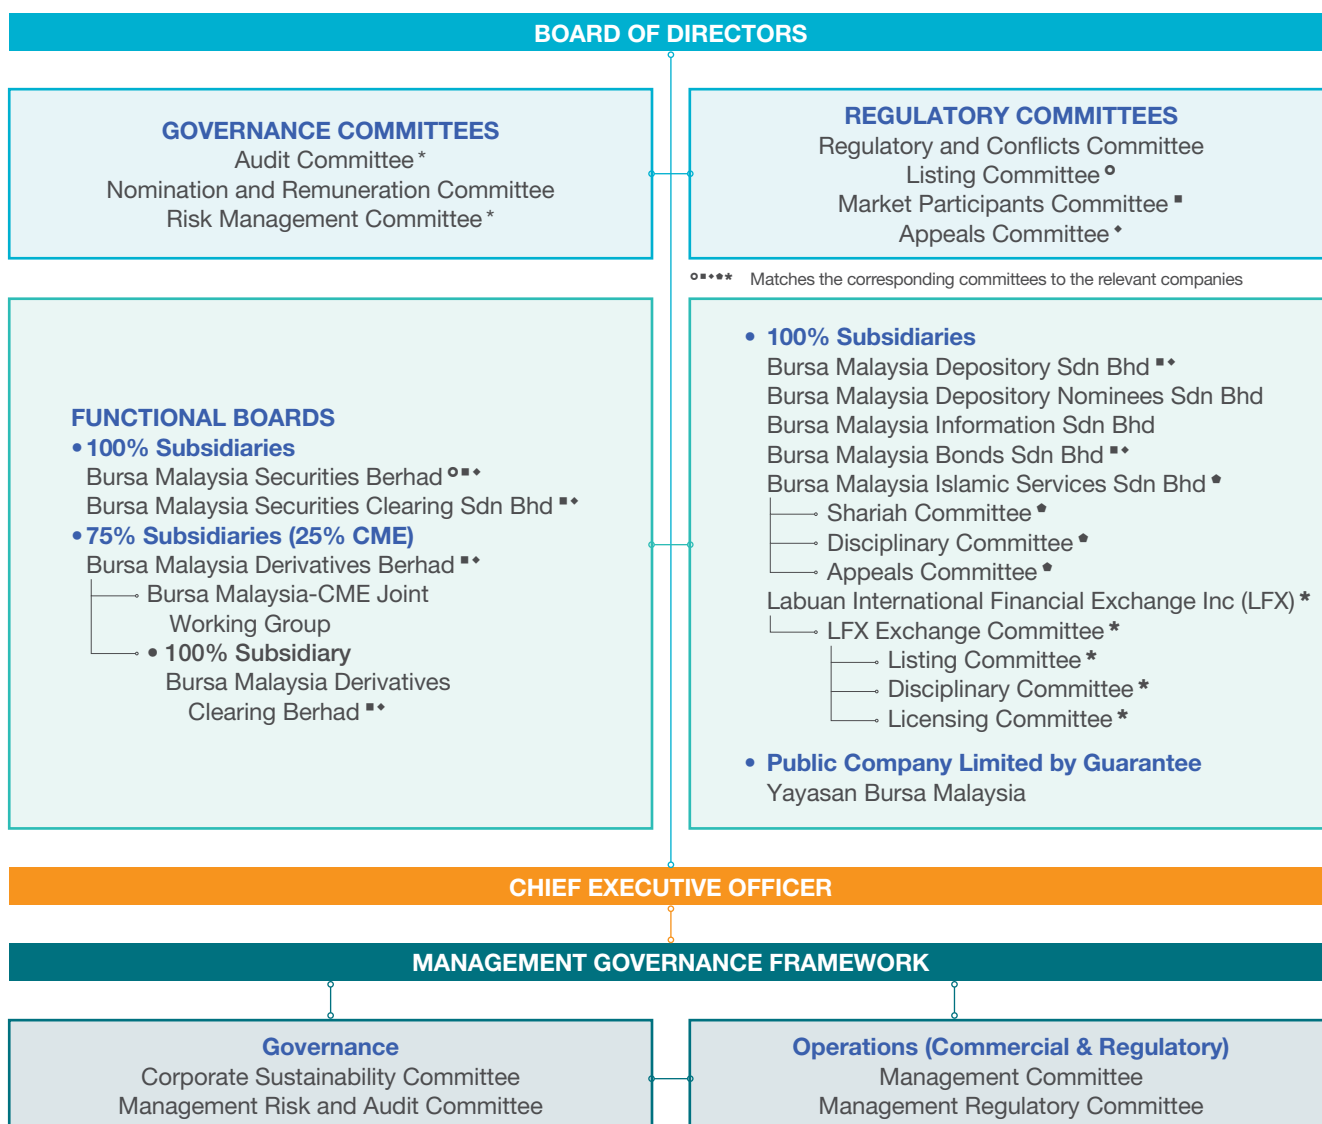 BOARD OF DIRECTORS
GOVERNANCE COMMITTEES
Audit Committee *
Nomination and Remuneration Committee
Risk Management Committee *
REGULATORY COMMITTEES
Regulatory and Conflicts Committee
Listing Committee ⚬
Market Participants Committee ■
Appeals Committee ◆
⚬■◆⬟* Matches the corresponding committees to the relevant companies
FUNCTIONAL BOARDS
• 100% Subsidiaries
Bursa Malaysia Securities Berhad ⚬■◆
Bursa Malaysia Securities Clearing Sdn Bhd ■◆
• 75% Subsidiaries (25% CME)
Bursa Malaysia Derivatives Berhad ■◆
Bursa Malaysia-CME Joint
Working Group
• 100% Subsidiary
Bursa Malaysia Derivatives
Clearing Berhad ■◆
• 100% Subsidiaries
Bursa Malaysia Depository Sdn Bhd ■◆
Bursa Malaysia Depository Nominees Sdn Bhd
Bursa Malaysia Information Sdn Bhd
Bursa Malaysia Bonds Sdn Bhd ■◆
Bursa Malaysia Islamic Services Sdn Bhd ⬟
Shariah Committee ⬟
Disciplinary Committee ⬟
Appeals Committee ⬟
Labuan International Financial Exchange Inc (LFX) *
LFX Exchange Committee *
Listing Committee *
Disciplinary Committee *
Licensing Committee *
• Public Company Limited by Guarantee
Yayasan Bursa Malaysia
CHIEF EXECUTIVE OFFICER
MANAGEMENT GOVERNANCE FRAMEWORK
Governance
Corporate Sustainability Committee
Management Risk and Audit Committee
Operations (Commercial & Regulatory)
Management Committee
Management Regulatory Committee